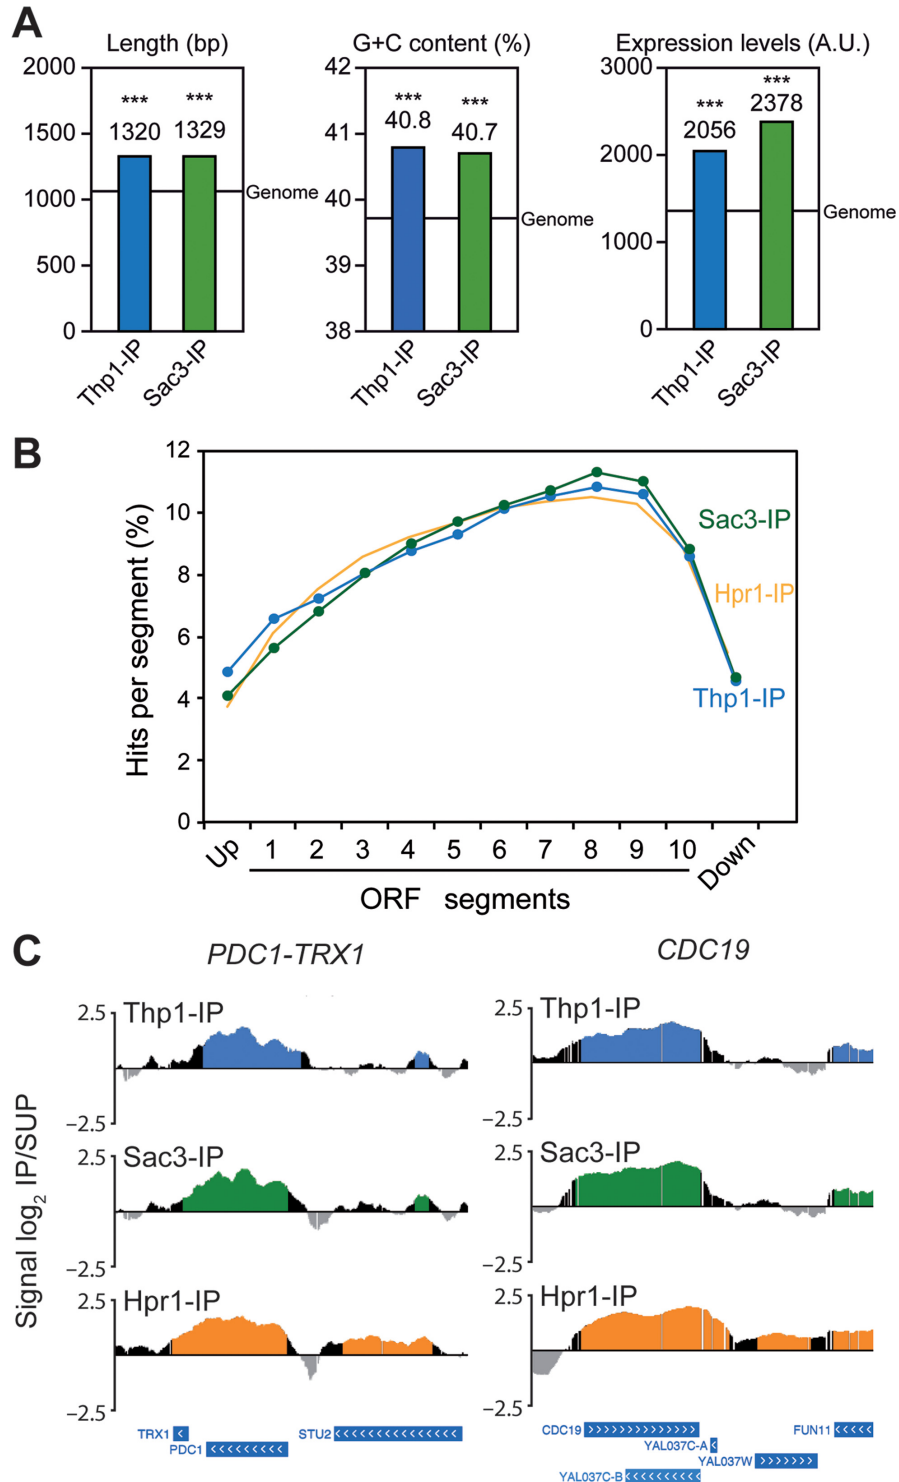 A
Length (bp)
G+C content (%)
Expression levels (A.U.)
2000
1500
1000
500
0
***
***
1320
1329
Genome
Thp1-IP
Sac3-IP
42
41
40
39
38
***
***
40.8
40.7
Genome
Thp1-IP
Sac3-IP
3000
2000
1000
0
***
***
2056
2378
Genome
Thp1-IP
Sac3-IP
B
Hits per segment (%)
12
10
8
6
4
2
0
Sac3-IP
Hpr1-IP
Thp1-IP
Up 1 2 3 4 5 6 7 8 9 10 Down
ORF segments
C
PDC1-TRX1
CDC19
Signal log2 IP/SUP
2.5
Thp1-IP
−2.5
2.5
Sac3-IP
−2.5
2.5
Hpr1-IP
−2.5
TRX1
PDC1
STU2
2.5
Thp1-IP
−2.5
2.5
Sac3-IP
−2.5
2.5
Hpr1-IP
−2.5
CDC19
FUN11
YAL037C-A
YAL037W
YAL037C-B